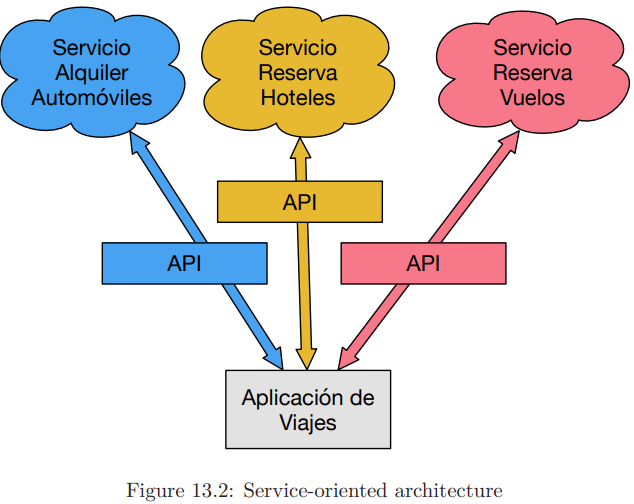 Servicio
Alquiler
Automóviles
Servicio
Reserva
Hoteles
Servicio
Reserva
Vuelos
API
API
API
Aplicación de
Viajes
Figure 13.2: Service-oriented architecture